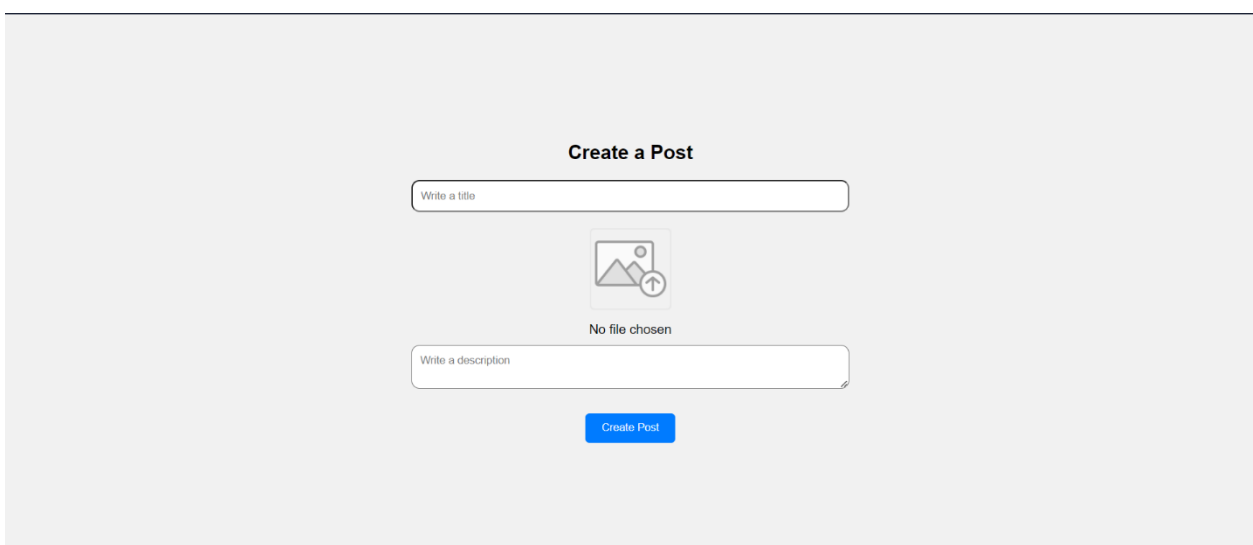 Create a Post
Write a title
No file chosen
Write a description
Create Post